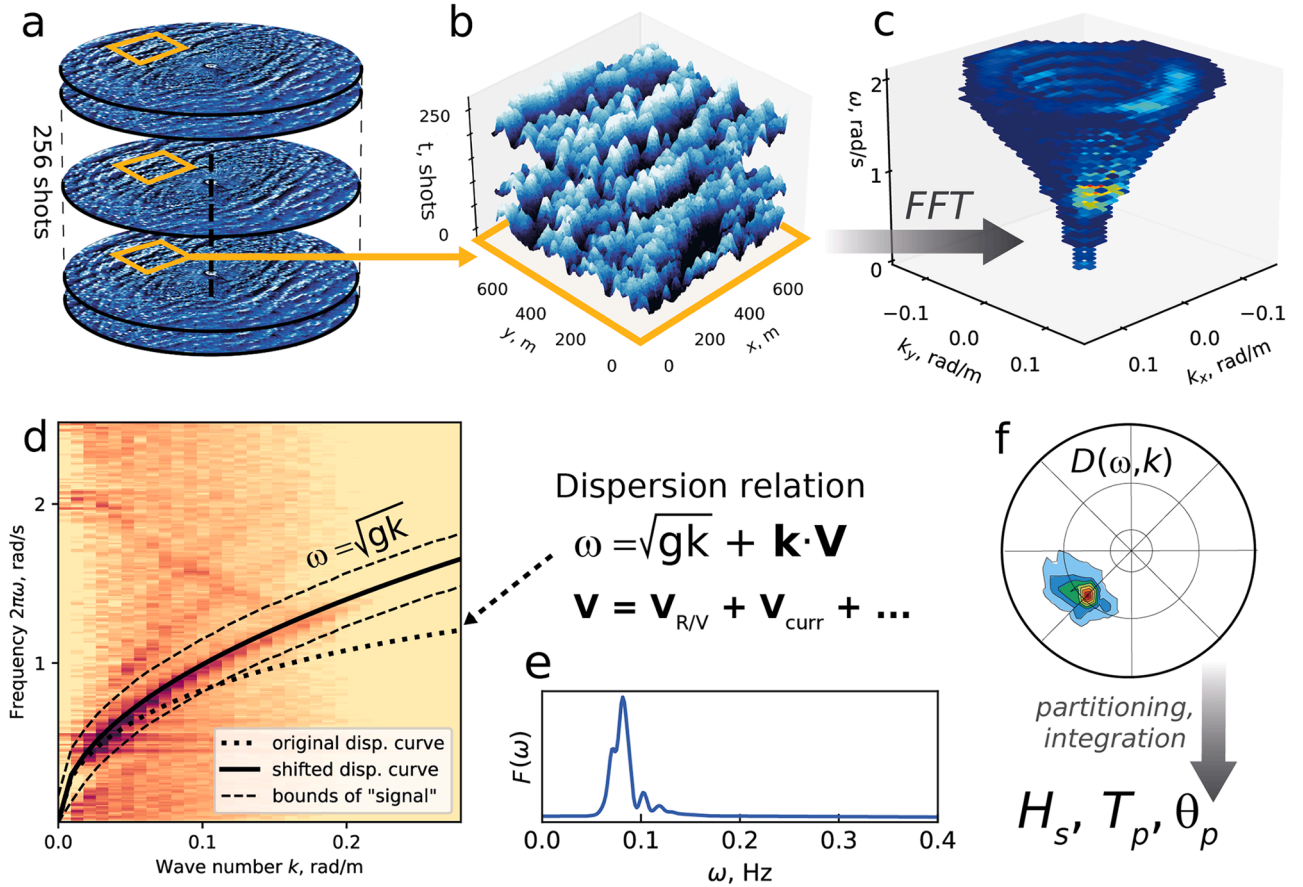 a
256 shots
b
250
200
150
100
50
0
t, shots
600
400
200
0
y, m
0
200
400
600
x, m
FFT
c
2
1
0
ω, rad/s
−0.1
0.0
0.1
k_y, rad/m
0.1
0.0
−0.1
k_x, rad/m
d
2
1
Frequency 2πω, rad/s
ω =√gk
original disp. curve
shifted disp. curve
bounds of "signal"
0.0
0.1
0.2
Wave number k, rad/m
Dispersion relation
ω =√gk + k·V
V = V_R/V + V_curr + ...
e
F(ω)
0.0
0.1
0.2
0.3
0.4
ω, Hz
f
D(ω,k)
partitioning,
integration
H_s, T_p, θ_p